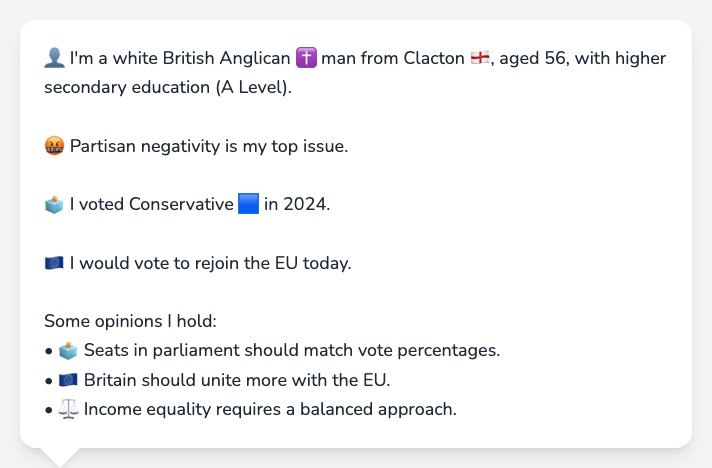 👤 I'm a white British Anglican ✝️ man from Clacton 🏴󠁧󠁢󠁥󠁮󠁧󠁿, aged 56, with higher
secondary education (A Level).
🤬 Partisan negativity is my top issue.
🗳️ I voted Conservative 🟦 in 2024.
🇪🇺 I would vote to rejoin the EU today.
Some opinions I hold:
• 🗳️ Seats in parliament should match vote percentages.
• 🇪🇺 Britain should unite more with the EU.
• ⚖️ Income equality requires a balanced approach.